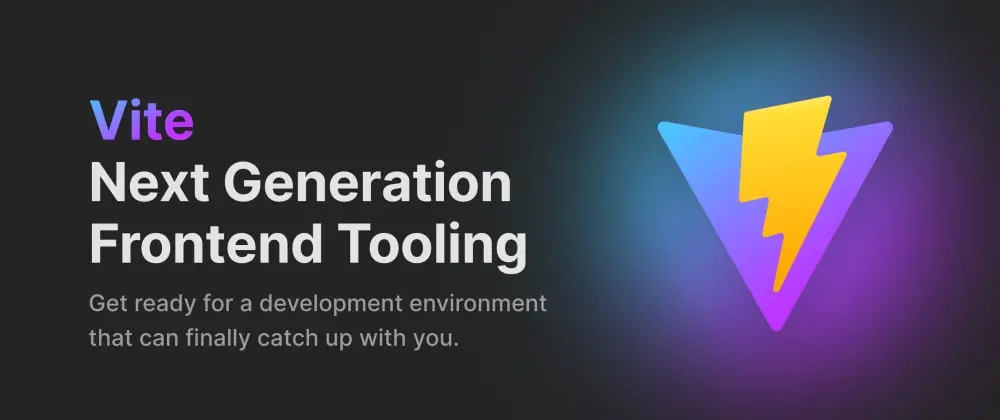 Vite
Next Generation
Frontend Tooling
Get ready for a development environment
that can finally catch up with you.